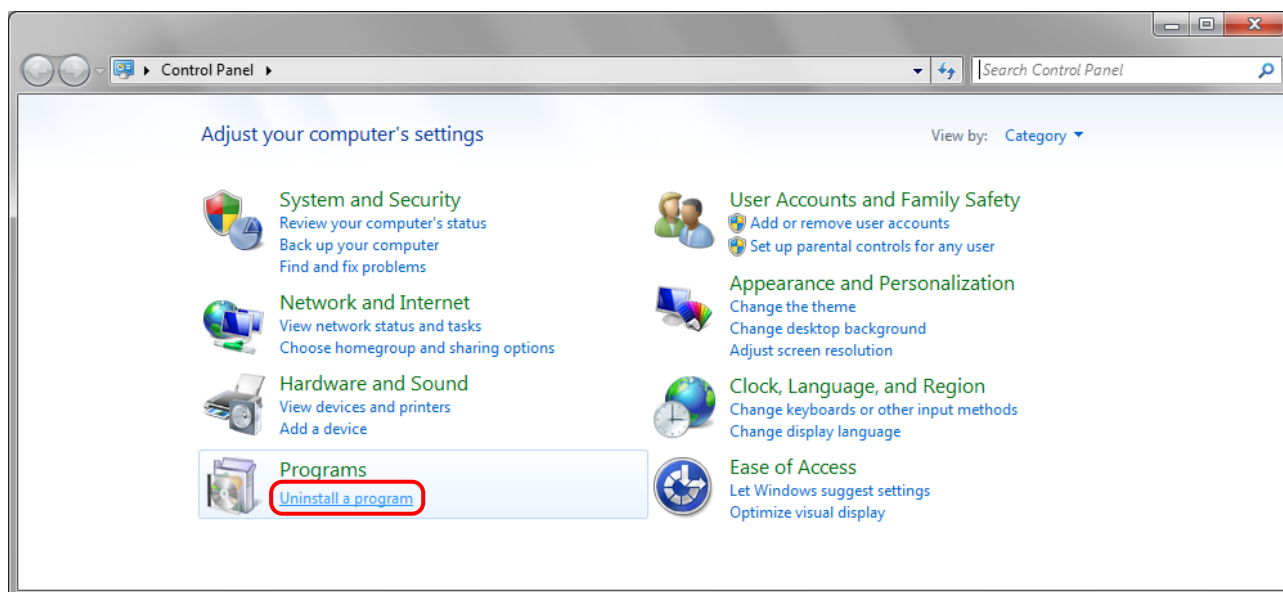 Control Panel
Search Control Panel
Adjust your computer's settings
View by: Category
System and Security
Review your computer's status
Back up your computer
Find and fix problems
Network and Internet
View network status and tasks
Choose homegroup and sharing options
Hardware and Sound
View devices and printers
Add a device
Programs
Uninstall a program
User Accounts and Family Safety
Add or remove user accounts
Set up parental controls for any user
Appearance and Personalization
Change the theme
Change desktop background
Adjust screen resolution
Clock, Language, and Region
Change keyboards or other input methods
Change display language
Ease of Access
Let Windows suggest settings
Optimize visual display